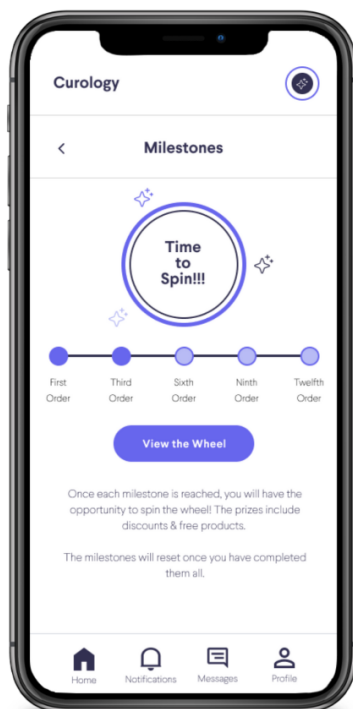 Curology
Milestones
Time
to
Spin!!!
First
Order
Third
Order
Sixth
Order
Ninth
Order
Twelfth
Order
View the Wheel
Once each milestone is reached, you will have the
opportunity to spin the wheel! The prizes include
discounts & free products.
The milestones will reset once you have completed
them all.
Home
Notifications
Messages
Profile